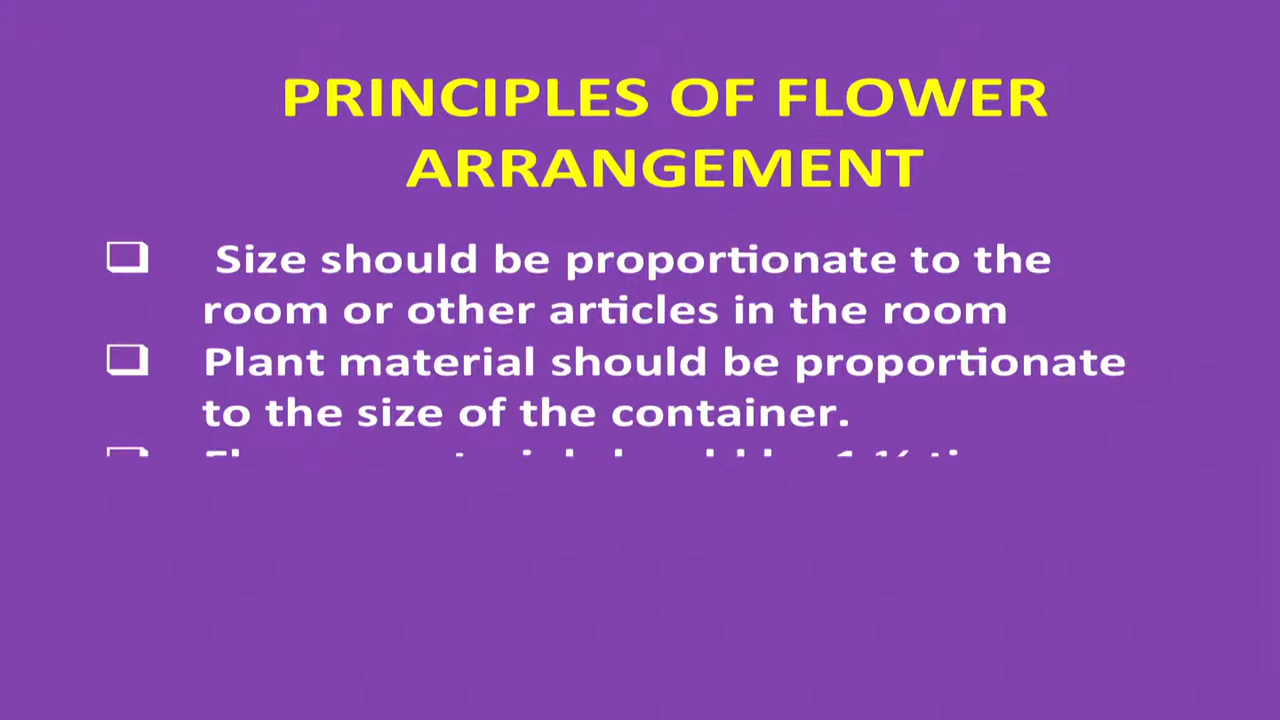 PRINCIPLES OF FLOWER
ARRANGEMENT
❑ Size should be proportionate to the
room or other articles in the room
❑ Plant material should be proportionate
to the size of the container.